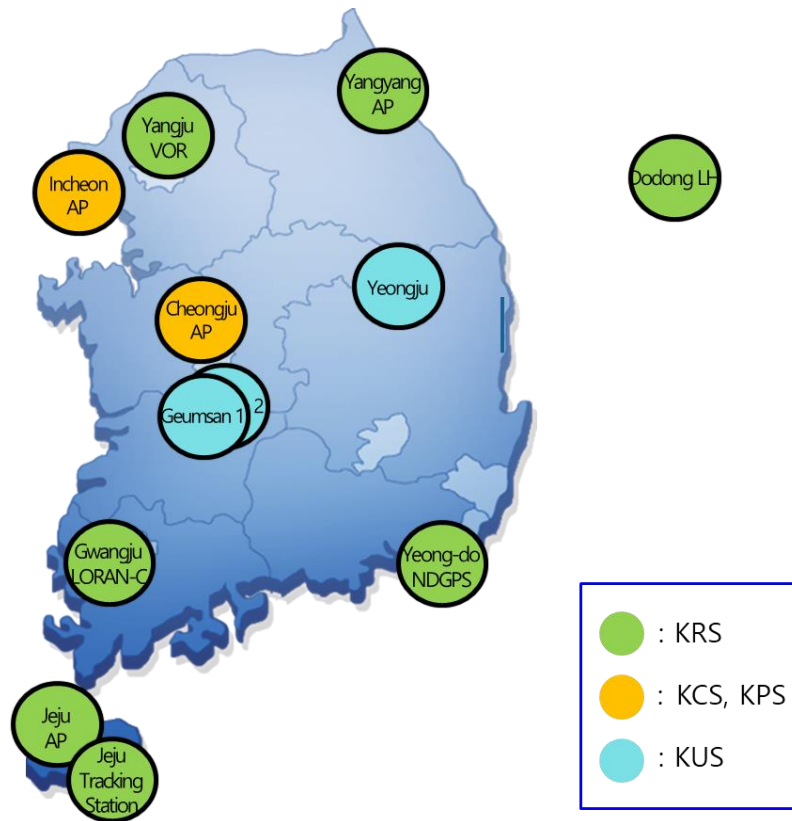 Yangyang
AP
Yangju
VOR
Dodong LH
Incheon
AP
Yeongju
Cheongju
AP
Geumsan 1
2
Gwangju
LORAN-C
Yeong-do
NDGPS
Jeju
AP
Jeju
Tracking
Station
: KRS
: KCS, KPS
: KUS